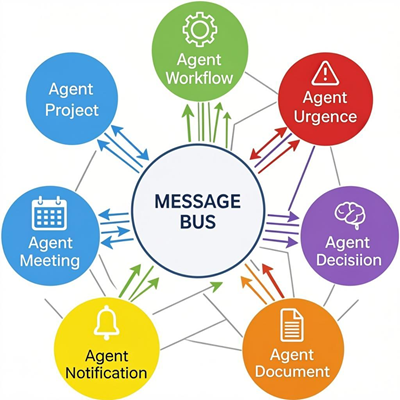 Agent
Workflow
Agent
Project
Agent
Urgence
MESSAGE
BUS
Agent
Meeting
Agent
Decisiion
Agent
Notification
Agent
Document